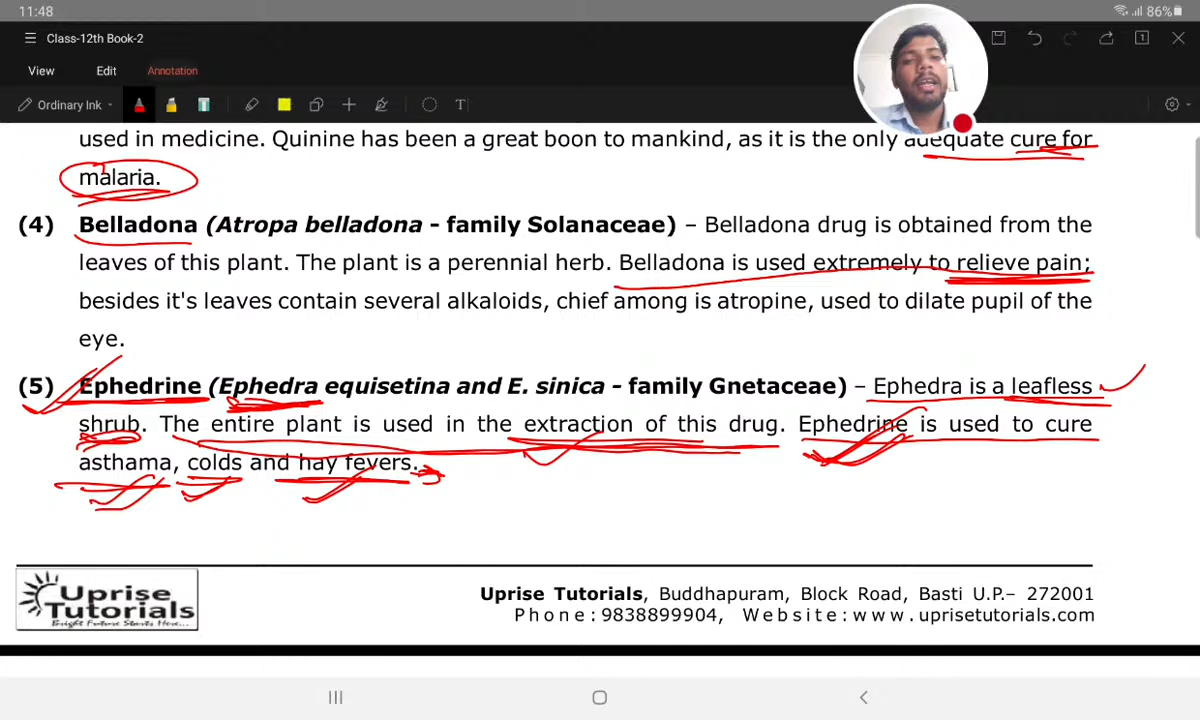 11:48
86%
Class-12th Book-2
1
View Edit Annotation
Ordinary Ink
T
used in medicine. Quinine has been a great boon to mankind, as it is the only adequate cure for
malaria.
(4) Belladona (Atropa belladona - family Solanaceae) – Belladona drug is obtained from the
leaves of this plant. The plant is a perennial herb. Belladona is used extremely to relieve pain;
besides it's leaves contain several alkaloids, chief among is atropine, used to dilate pupil of the
eye.
(5) Ephedrine (Ephedra equisetina and E. sinica - family Gnetaceae) – Ephedra is a leafless
shrub. The entire plant is used in the extraction of this drug. Ephedrine is used to cure
asthama, colds and hay fevers.
Uprise
Tutorials
Bright Future Starts Here...
Uprise Tutorials, Buddhapuram, Block Road, Basti U.P.– 272001
Phone:9838899904, Website:www.uprisetutorials.com